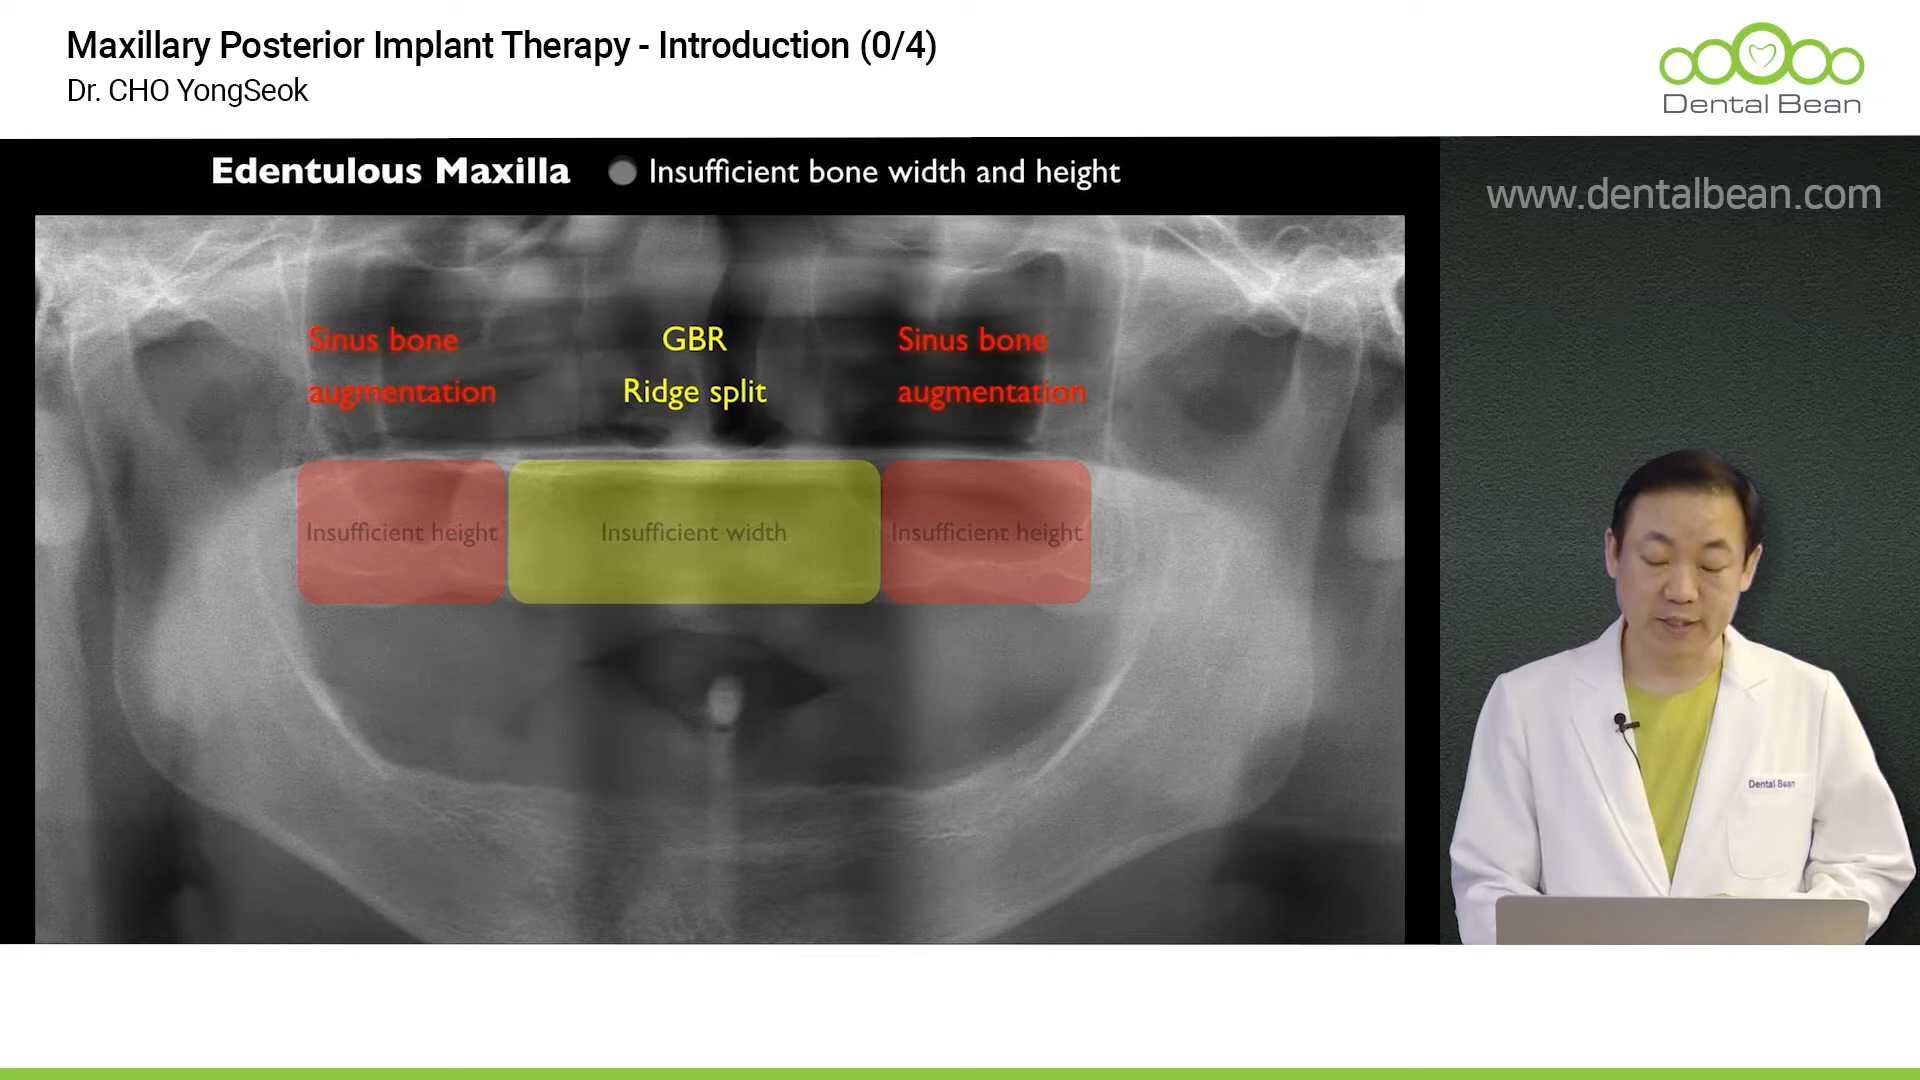 Maxillary Posterior Implant Therapy - Introduction (0/4)
Dr. CHO YongSeok
Dental Bean
Edentulous Maxilla
Insufficient bone width and height
www.dentalbean.com
Sinus bone
augmentation
GBR
Ridge split
Sinus bone
augmentation
Insufficient height
Insufficient width
Insufficient height
Dental Bean